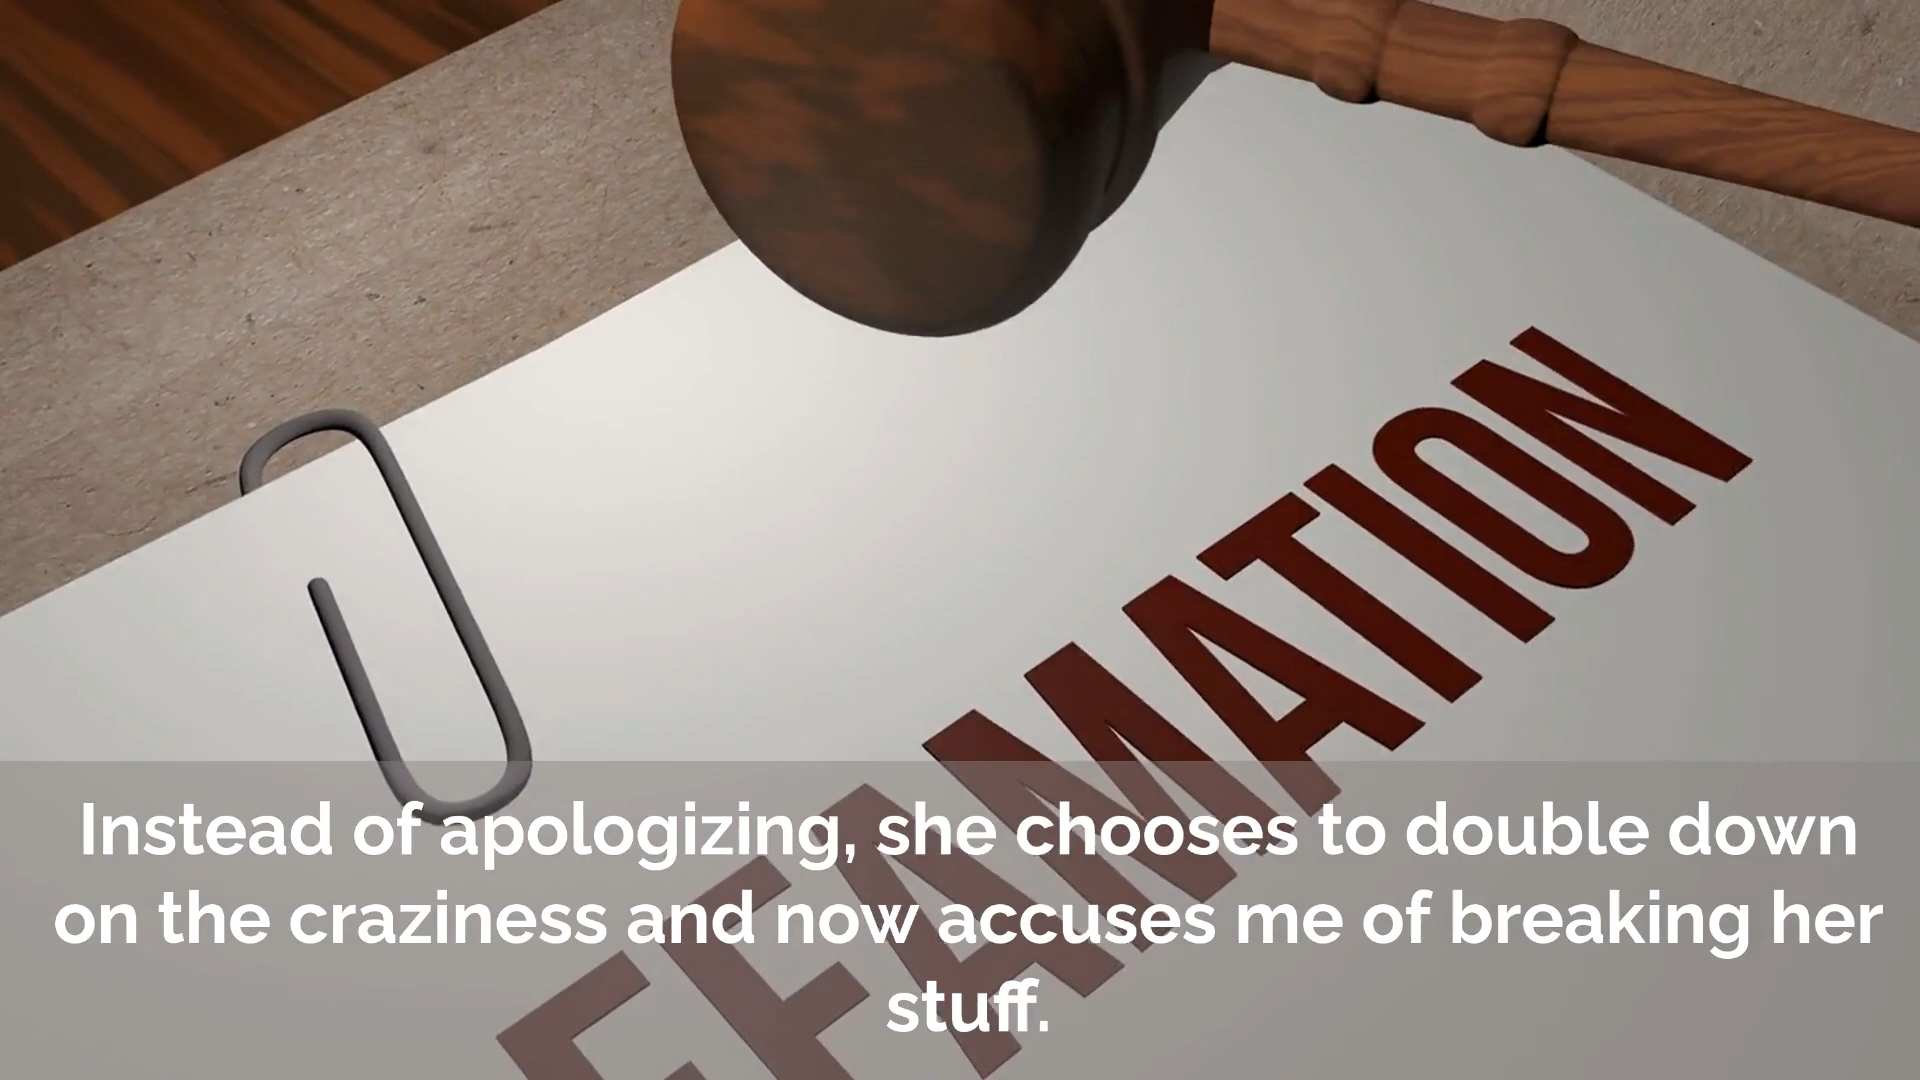 EFAMATION
Instead of apologizing, she chooses to double down
on the craziness and now accuses me of breaking her
stuff.